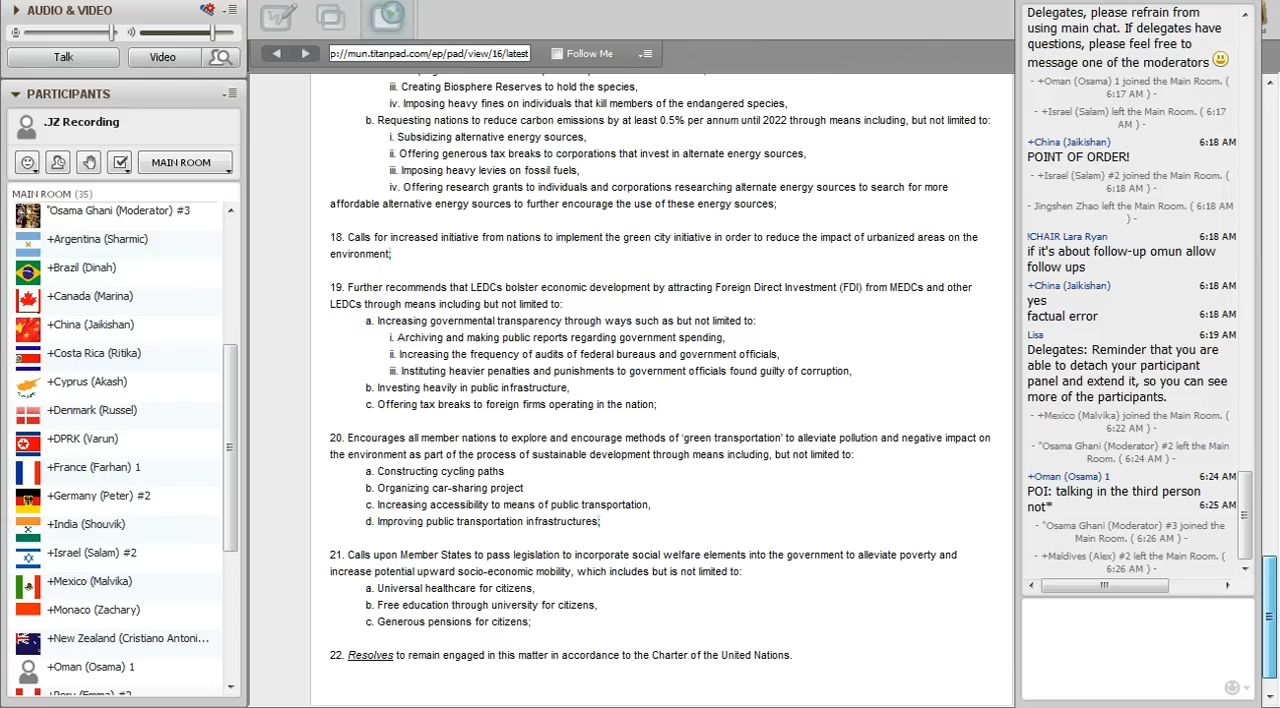 AUDIO & VIDEO
Talk
Video
PARTICIPANTS
.JZ Recording
MAIN ROOM
MAIN ROOM (35)
"Osama Ghani (Moderator) #3
+Argentina (Sharmic)
+Brazil (Dinah)
+Canada (Marina)
+China (Jaikishan)
+Costa Rica (Ritika)
+Cyprus (Akash)
+Denmark (Russel)
+DPRK (Varun)
+France (Farhan) 1
+Germany (Peter) #2
+India (Shouvik)
+Israel (Salam) #2
+Mexico (Malvika)
+Monaco (Zachary)
+New Zealand (Cristiano Antoni...
+Oman (Osama) 1
+Peru (Emma) #2
p://mun.titanpad.com/ep/pad/view/16/latest
Follow Me
iii. Creating Biosphere Reserves to hold the species,
iv. Imposing heavy fines on individuals that kill members of the endangered species,
b. Requesting nations to reduce carbon emissions by at least 0.5% per annum until 2022 through means including, but not limited to:
i. Subsidizing alternative energy sources,
ii. Offering generous tax breaks to corporations that invest in alternate energy sources,
iii. Imposing heavy levies on fossil fuels,
iv. Offering research grants to individuals and corporations researching alternate energy sources to search for more
affordable alternative energy sources to further encourage the use of these energy sources;
18. Calls for increased initiative from nations to implement the green city initiative in order to reduce the impact of urbanized areas on the
environment;
19. Further recommends that LEDCs bolster economic development by attracting Foreign Direct Investment (FDI) from MEDCs and other
LEDCs through means including but not limited to:
a. Increasing governmental transparency through ways such as but not limited to:
i. Archiving and making public reports regarding government spending,
ii. Increasing the frequency of audits of federal bureaus and government officials,
iii. Instituting heavier penalties and punishments to government officials found guilty of corruption,
b. Investing heavily in public infrastructure,
c. Offering tax breaks to foreign firms operating in the nation;
20. Encourages all member nations to explore and encourage methods of ‘green transportation’ to alleviate pollution and negative impact on
the environment as part of the process of sustainable development through means including, but not limited to:
a. Constructing cycling paths
b. Organizing car-sharing project
c. Increasing accessibility to means of public transportation,
d. Improving public transportation infrastructures;
21. Calls upon Member States to pass legislation to incorporate social welfare elements into the government to alleviate poverty and
increase potential upward socio-economic mobility, which includes but is not limited to:
a. Universal healthcare for citizens,
b. Free education through university for citizens,
c. Generous pensions for citizens;
22. Resolves to remain engaged in this matter in accordance to the Charter of the United Nations.
Delegates, please refrain from
using main chat. If delegates have
questions, please feel free to
message one of the moderators
- +Oman (Osama) 1 joined the Main Room. (
6:17 AM ) -
- +Israel (Salam) left the Main Room. ( 6:17
AM ) -
+China (Jaikishan) 6:18 AM
POINT OF ORDER!
- +Israel (Salam) #2 joined the Main Room. (
6:18 AM ) -
- Jingshen Zhao left the Main Room. ( 6:18 AM
) -
!CHAIR Lara Ryan 6:18 AM
if it's about follow-up omun allow
follow ups
+China (Jaikishan) 6:18 AM
yes
factual error 6:18 AM
Lisa 6:19 AM
Delegates: Reminder that you are
able to detach your participant
panel and extend it, so you can see
more of the participants.
- +Mexico (Malvika) joined the Main Room. (
6:22 AM ) -
- "Osama Ghani (Moderator) #2 left the Main
Room. ( 6:24 AM ) -
+Oman (Osama) 1 6:24 AM
POI: talking in the third person
not* 6:25 AM
- "Osama Ghani (Moderator) #3 joined the
Main Room. ( 6:26 AM ) -
- +Maldives (Alex) #2 left the Main Room. (
6:26 AM ) -